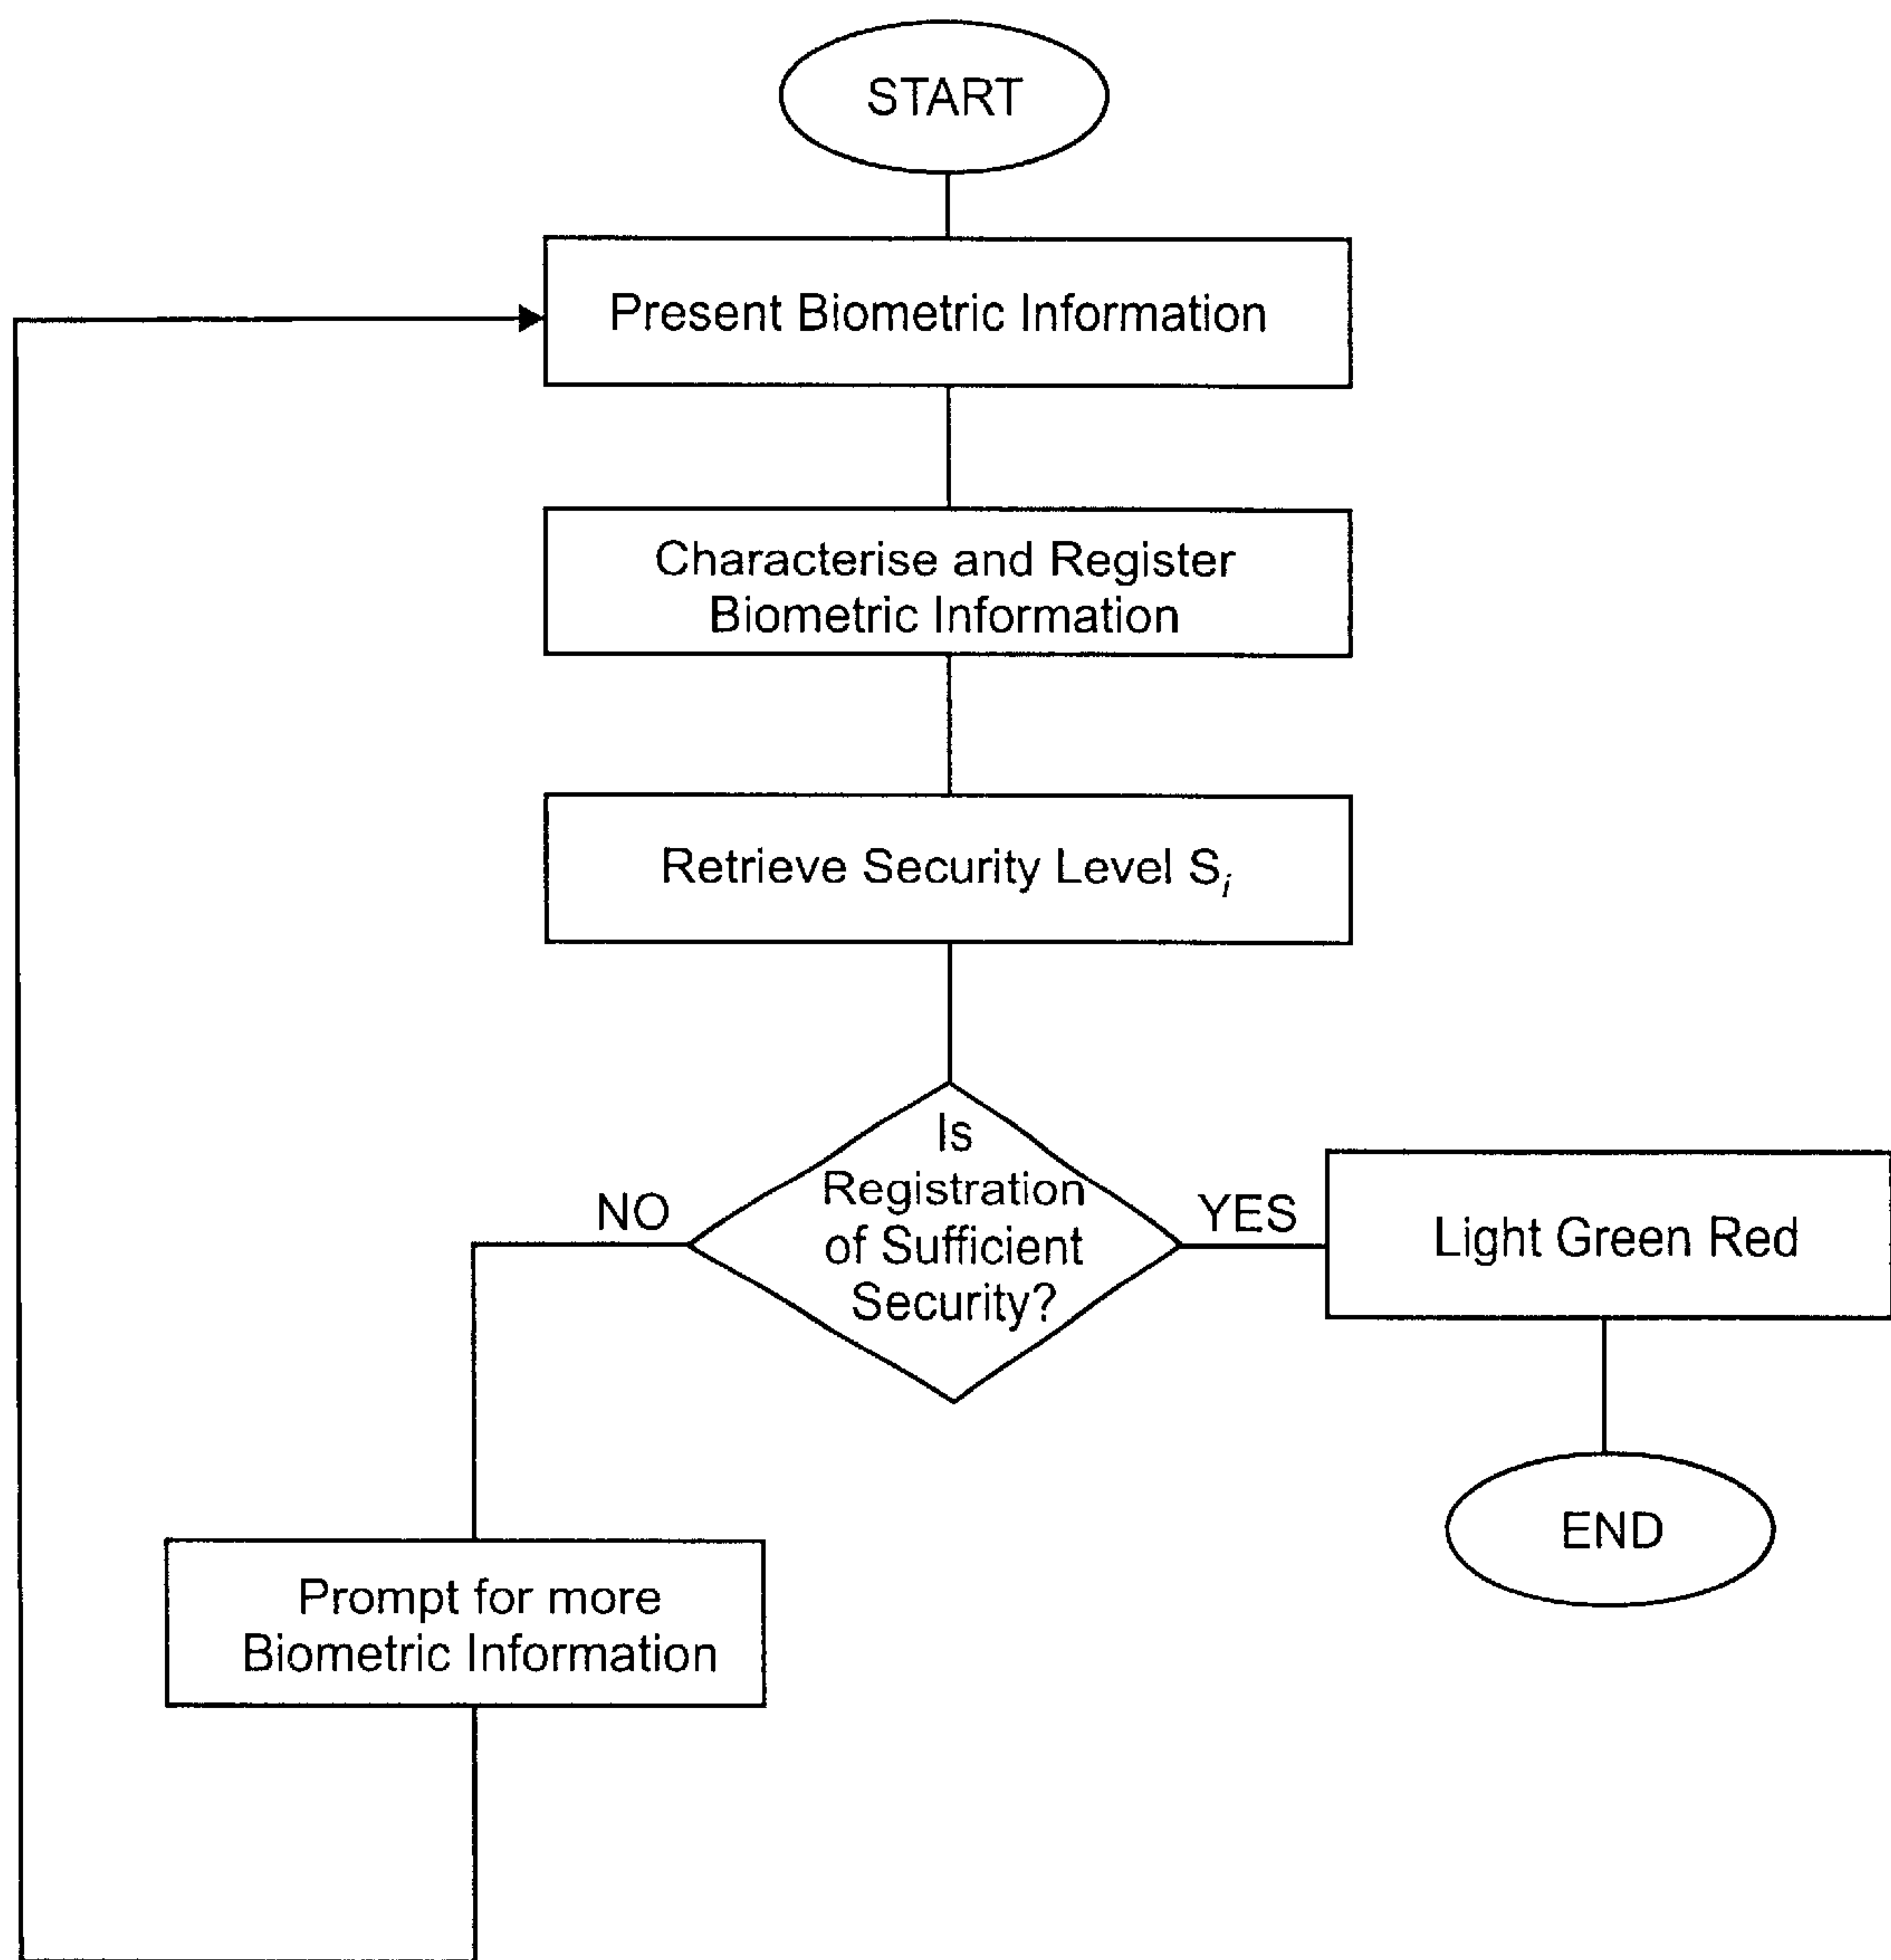 START
Present Biometric Information
Characterise and Register
Biometric Information
Retrieve Security Level Si
Is
Registration
of Sufficient
Security?
NO
YES
Light Green Red
END
Prompt for more
Biometric Information